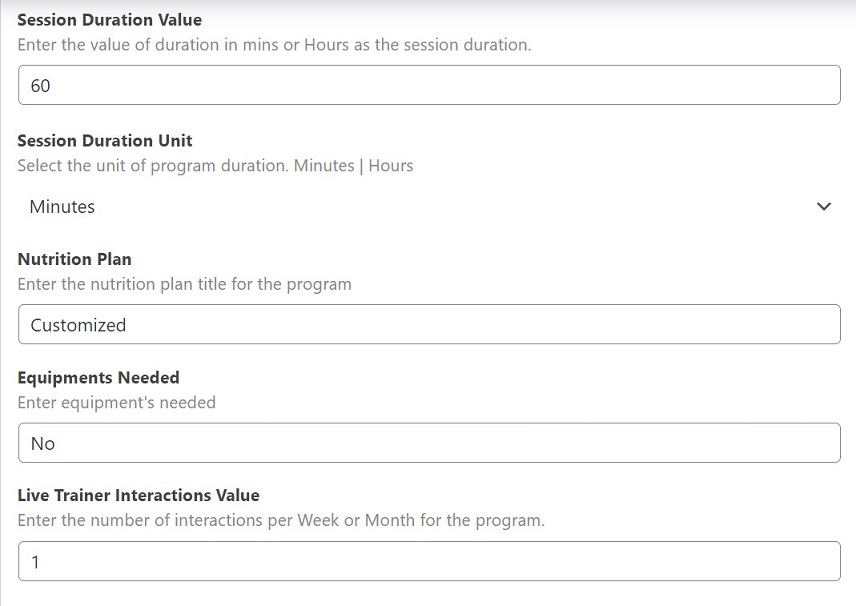 Session Duration Value
Enter the value of duration in mins or Hours as the session duration.
60
Session Duration Unit
Select the unit of program duration. Minutes | Hours
Minutes
Nutrition Plan
Enter the nutrition plan title for the program
Customized
Equipments Needed
Enter equipment's needed
No
Live Trainer Interactions Value
Enter the number of interactions per Week or Month for the program.
1